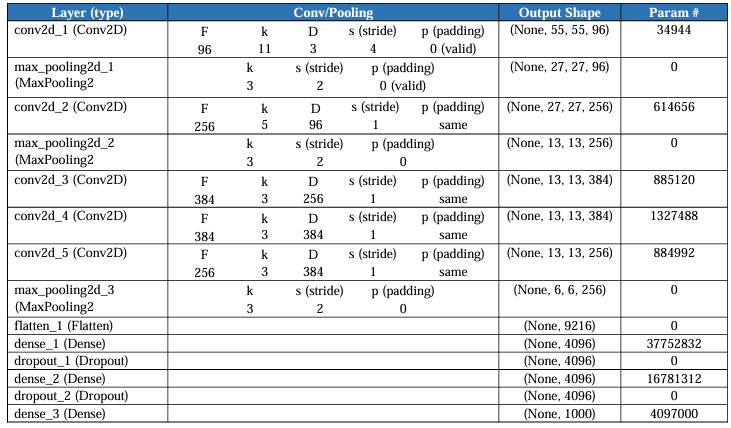 Layer (type) Conv/Pooling Output Shape Param #
conv2d_1 (Conv2D) F k D s (stride) p (padding) (None, 55, 55, 96) 34944
96 11 3 4 0 (valid)
max_pooling2d_1 k s (stride) p (padding) (None, 27, 27, 96) 0
(MaxPooling2 3 2 0 (valid)
conv2d_2 (Conv2D) F k D s (stride) p (padding) (None, 27, 27, 256) 614656
256 5 96 1 same
max_pooling2d_2 k s (stride) p (padding) (None, 13, 13, 256) 0
(MaxPooling2 3 2 0
conv2d_3 (Conv2D) F k D s (stride) p (padding) (None, 13, 13, 384) 885120
384 3 256 1 same
conv2d_4 (Conv2D) F k D s (stride) p (padding) (None, 13, 13, 384) 1327488
384 3 384 1 same
conv2d_5 (Conv2D) F k D s (stride) p (padding) (None, 13, 13, 256) 884992
256 3 384 1 same
max_pooling2d_3 k s (stride) p (padding) (None, 6, 6, 256) 0
(MaxPooling2 3 2 0
flatten_1 (Flatten) (None, 9216) 0
dense_1 (Dense) (None, 4096) 37752832
dropout_1 (Dropout) (None, 4096) 0
dense_2 (Dense) (None, 4096) 16781312
dropout_2 (Dropout) (None, 4096) 0
dense_3 (Dense) (None, 1000) 4097000